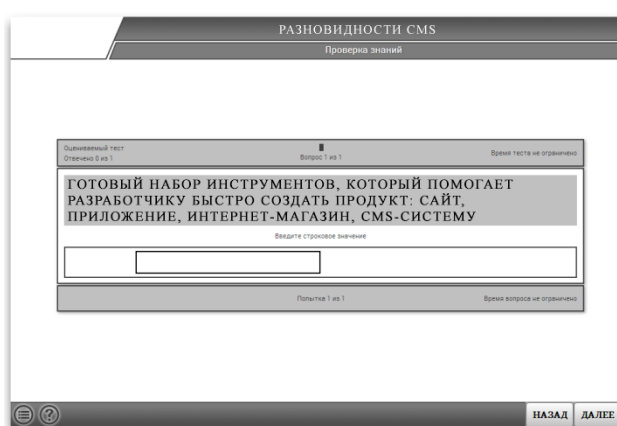 РАЗНОВИДНОСТИ CMS
Проверка знаний
Оцениваемый тест
Отвечено 0 из 1
Вопрос 1 из 1
Время теста не ограничено
ГОТОВЫЙ НАБОР ИНСТРУМЕНТОВ, КОТОРЫЙ ПОМОГАЕТ
РАЗРАБОТЧИКУ БЫСТРО СОЗДАТЬ ПРОДУКТ: САЙТ,
ПРИЛОЖЕНИЕ, ИНТЕРНЕТ-МАГАЗИН, CMS-СИСТЕМУ
Введите строковое значение
Попытка 1 из 1
Время вопроса не ограничено
?
НАЗАД
ДАЛЕЕ